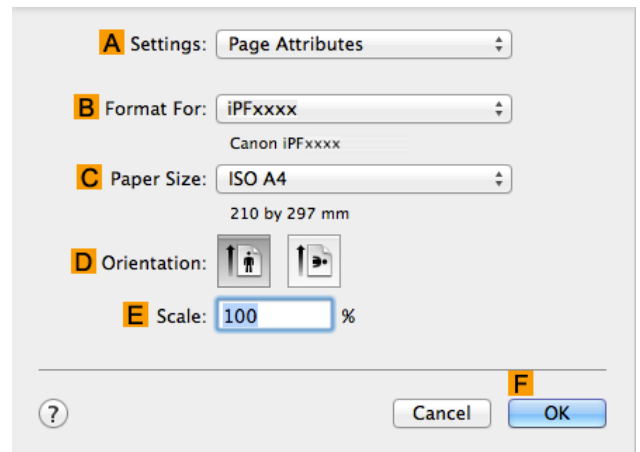 A Settings: Page Attributes
B Format For: iPFxxxx
Canon iPFxxxx
C Paper Size: ISO A4
210 by 297 mm
D Orientation:
E Scale: 100 %
F
? Cancel OK